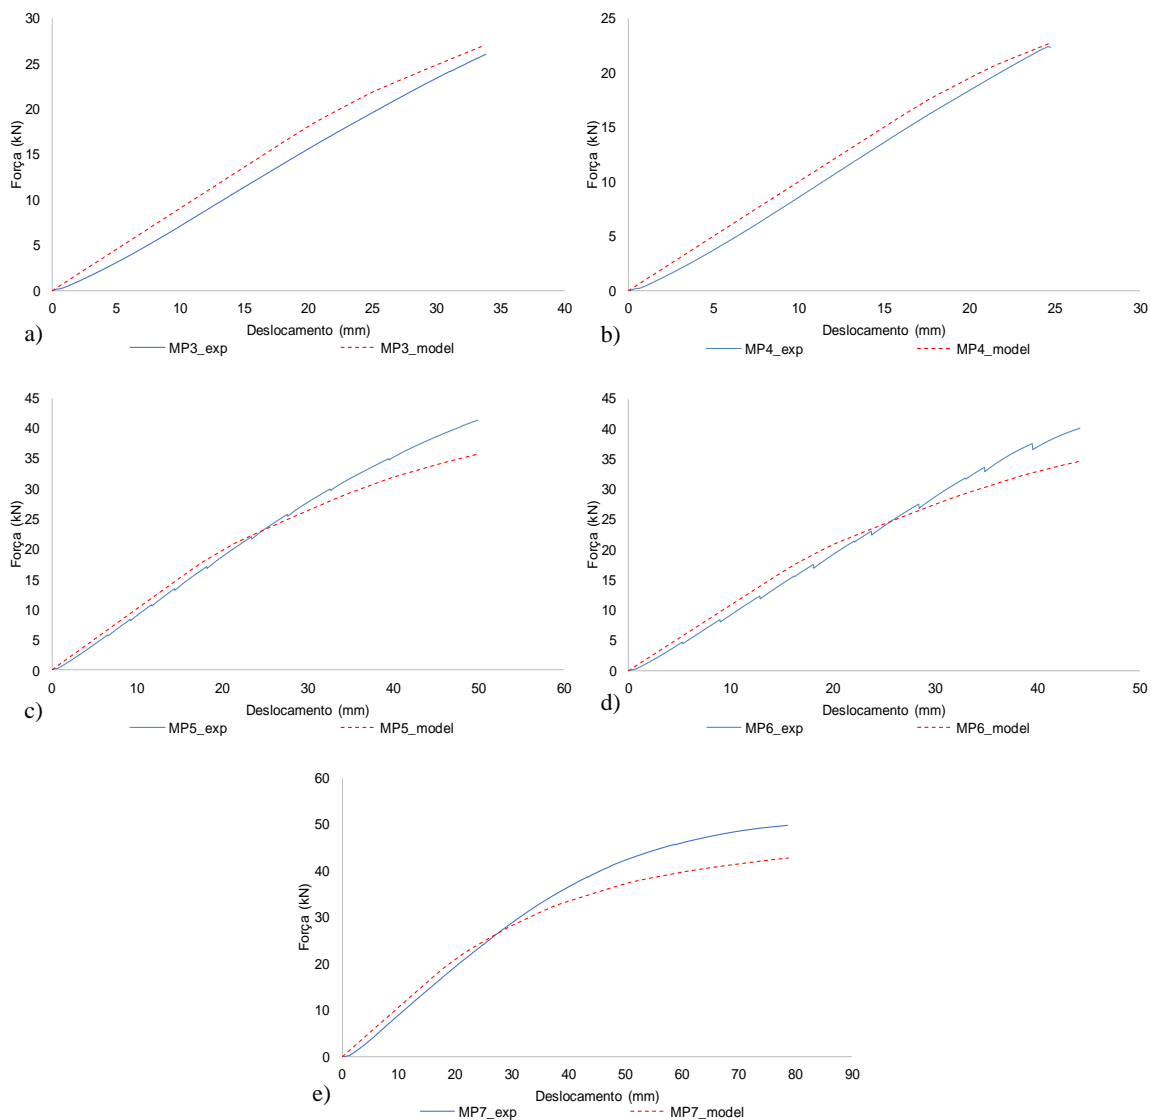 30
25
20
15
10
5
0
Força (kN)
0 5 10 15 20 25 30 35 40
Deslocamento (mm)
a)
MP3_exp MP3_model
25
20
15
10
5
0
Força (kN)
0 5 10 15 20 25 30
Deslocamento (mm)
b)
MP4_exp MP4_model
45
40
35
30
25
20
15
10
5
0
Força (kN)
0 10 20 30 40 50 60
Deslocamento (mm)
c)
MP5_exp MP5_model
45
40
35
30
25
20
15
10
5
0
Força (kN)
0 10 20 30 40 50
Deslocamento (mm)
d)
MP6_exp MP6_model
60
50
40
30
20
10
0
Força (kN)
0 10 20 30 40 50 60 70 80 90
Deslocamento (mm)
e)
MP7_exp MP7_model